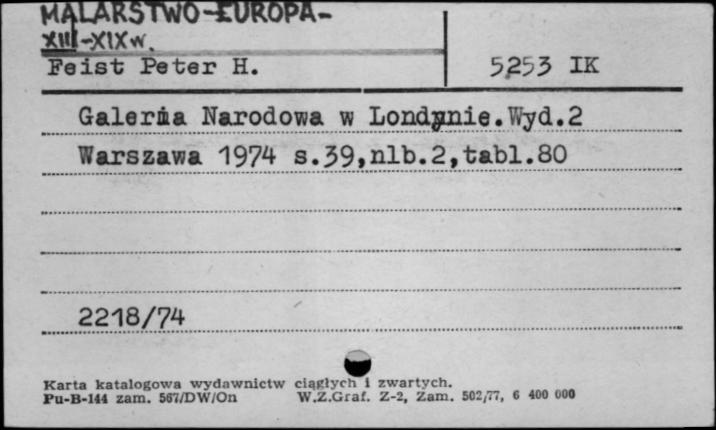 MALARSTWO-EUROPA-
XIII-XIXw.
Feist Peter H. 5253 IK
Galeria Narodowa w Londynie.Wyd.2
Warszawa 1974 s.39,nlb.2,tabl.80
2218/74
Karta katalogowa wydawnictw ciągłych i zwartych.
Pu-B-144 zam. 567/DW/On W.Z.Graf. Z-2, Zam. 502/77, 6 400 000